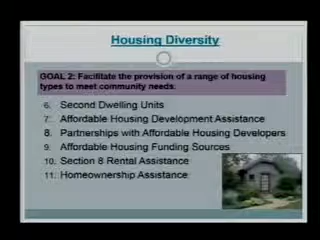 Housing Diversity
GOAL 2: Facilitate the provision of a range of housing
types to meet community needs:
6. Second Dwelling Units
7. Affordable Housing Development Assistance
8. Partnerships with Affordable Housing Developers
9. Affordable Housing Funding Sources
10. Section 8 Rental Assistance
11. Homeownership Assistance